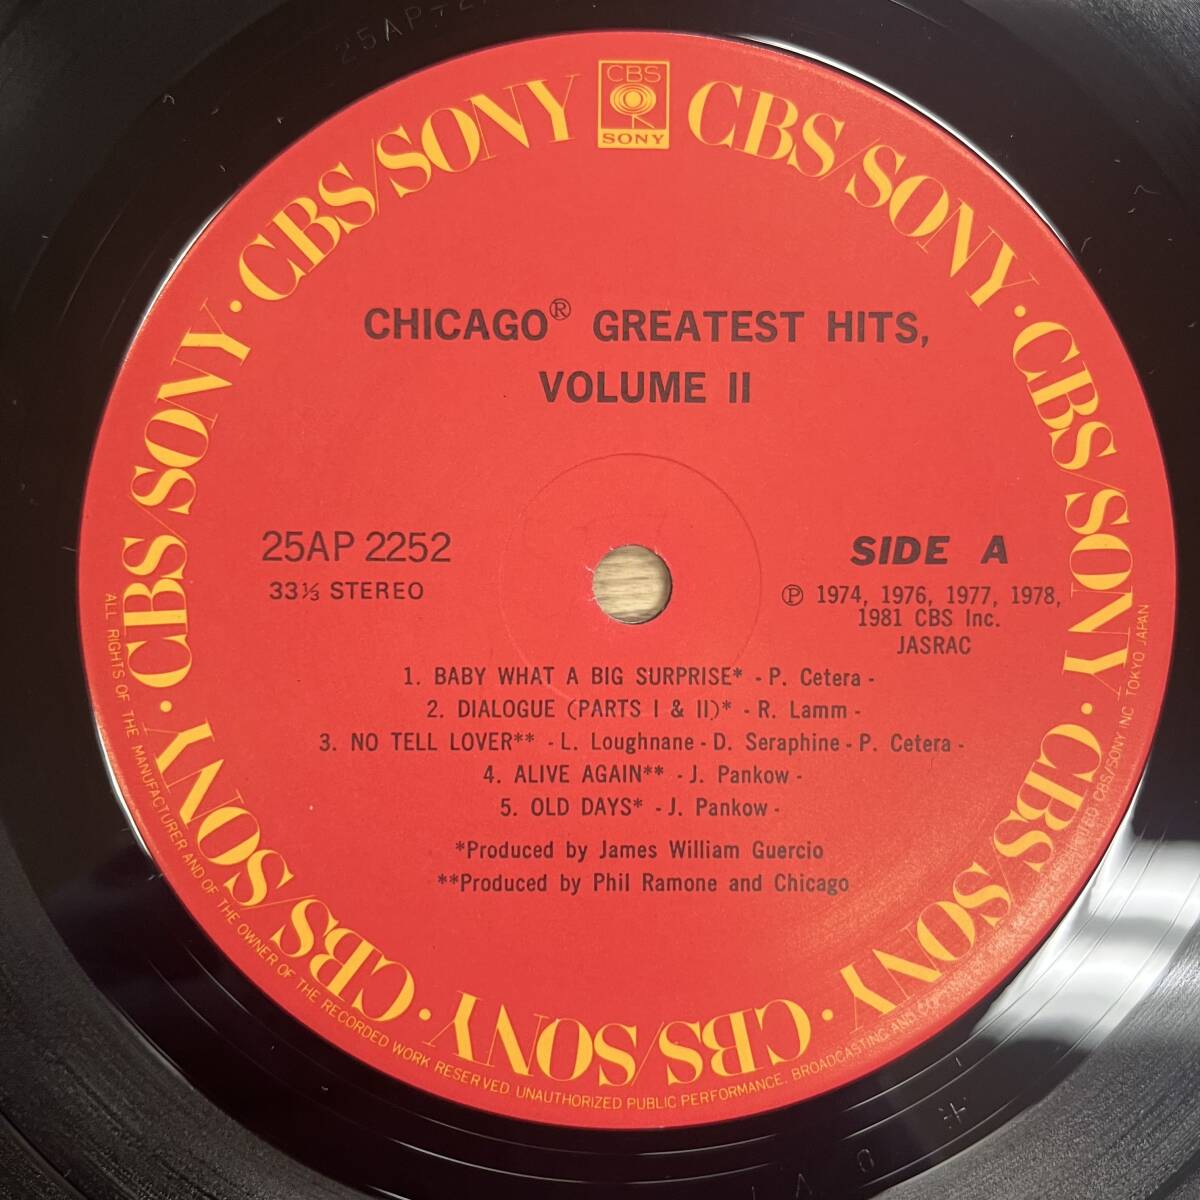 CBS
SONY
CBS/SONY · CBS/SONY · CBS/SONY · CBS/SONY · CBS/SONY · CBS/SONY · CBS/SONY · CBS/SONY · CBS/SONY · CBS/SONY
CHICAGO® GREATEST HITS,
VOLUME II
25AP 2252
33⅓ STEREO
SIDE A
Ⓟ 1974, 1976, 1977, 1978,
1981 CBS Inc.
JASRAC
1. BABY WHAT A BIG SURPRISE* - P. Cetera -
2. DIALOGUE (PARTS I & II)* - R. Lamm -
3. NO TELL LOVER** - L. Loughnane - D. Seraphine - P. Cetera -
4. ALIVE AGAIN** - J. Pankow -
5. OLD DAYS* - J. Pankow -
*Produced by James William Guercio
**Produced by Phil Ramone and Chicago
ALL RIGHTS OF THE MANUFACTURER AND OF THE OWNER OF THE RECORDED WORK RESERVED. UNAUTHORIZED PUBLIC PERFORMANCE, BROADCASTING AND CBS/SONY INC. TOKYO JAPAN